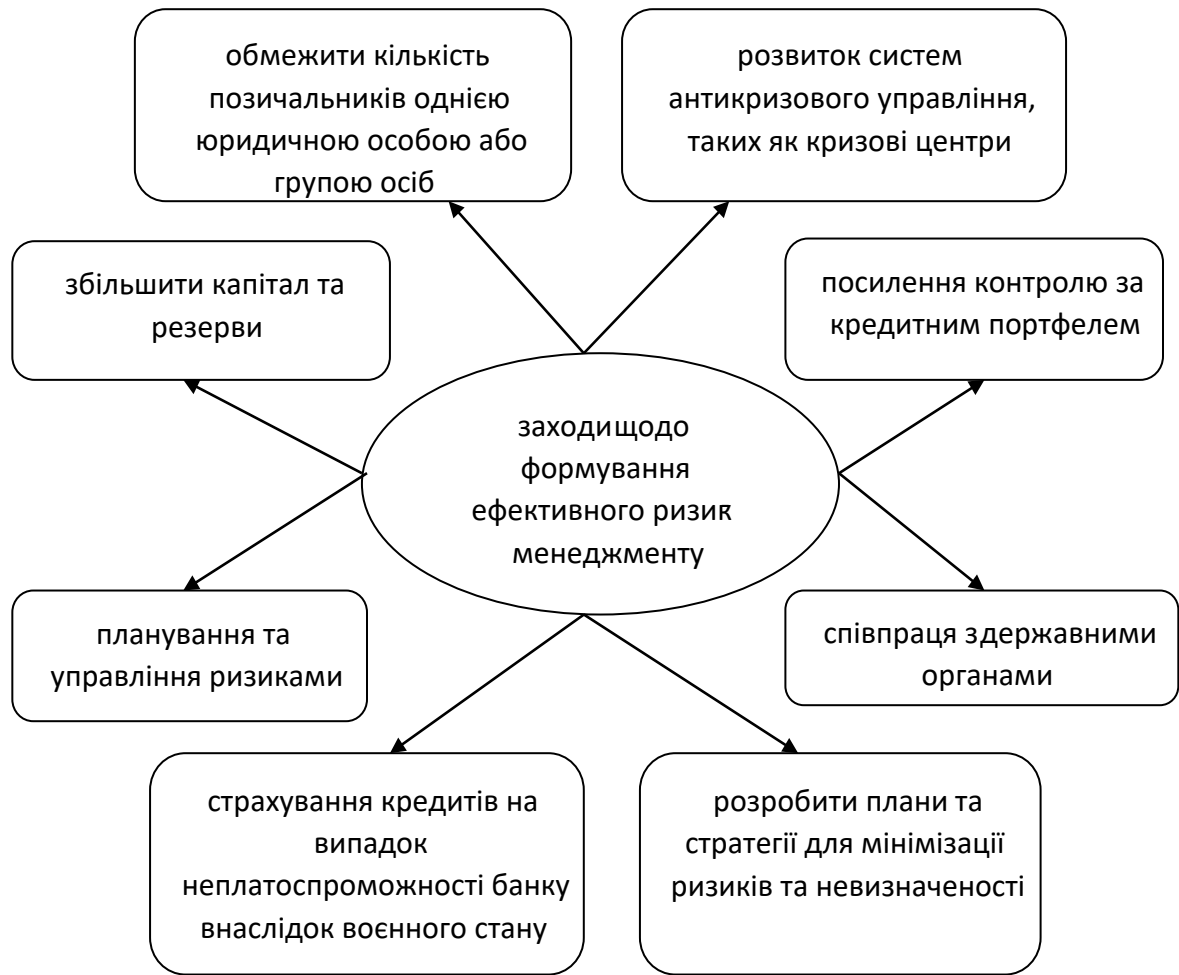 обмежити кількість
позичальників однією
юридичною особою або
групою осіб
розвиток систем
антикризового управління,
таких як кризові центри
збільшити капітал та
резерви
посилення контролю за
кредитним портфелем
заходищодо
формування
ефективного ризик
менеджменту
планування та
управління ризиками
співпраця здержавними
органами
страхування кредитів на
випадок
неплатоспроможності банку
внаслідок воєнного стану
розробити плани та
стратегії для мінімізації
ризиків та невизначеності